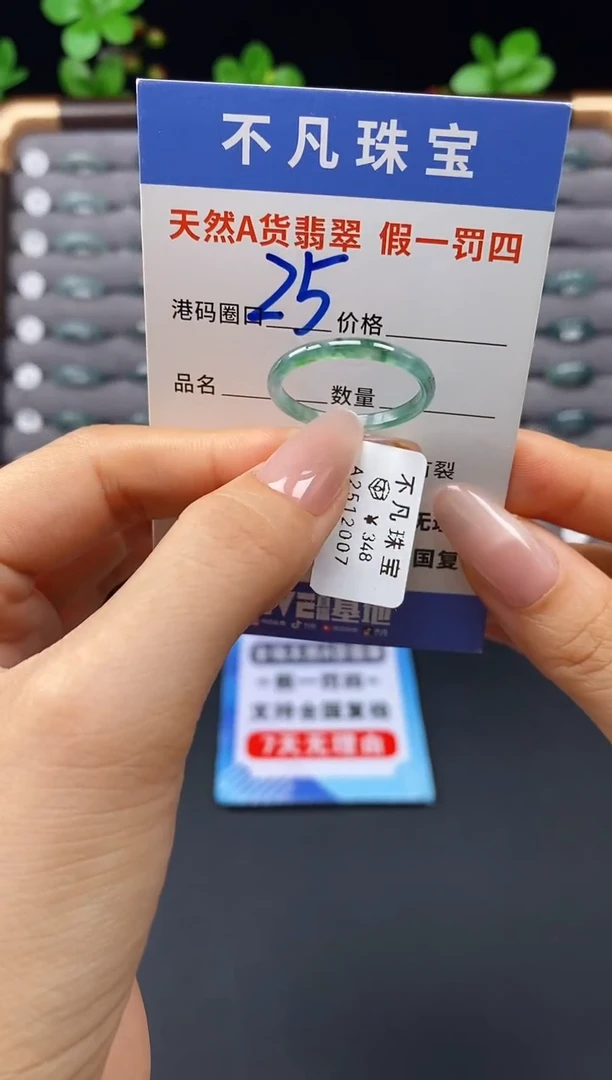 不凡珠宝
天然A货翡翠 假一罚四
港码圈口 25 价格
品名 数量
裂
国复
不凡珠宝
348
A2512007
假一罚四
支持全国复检
7天无理由